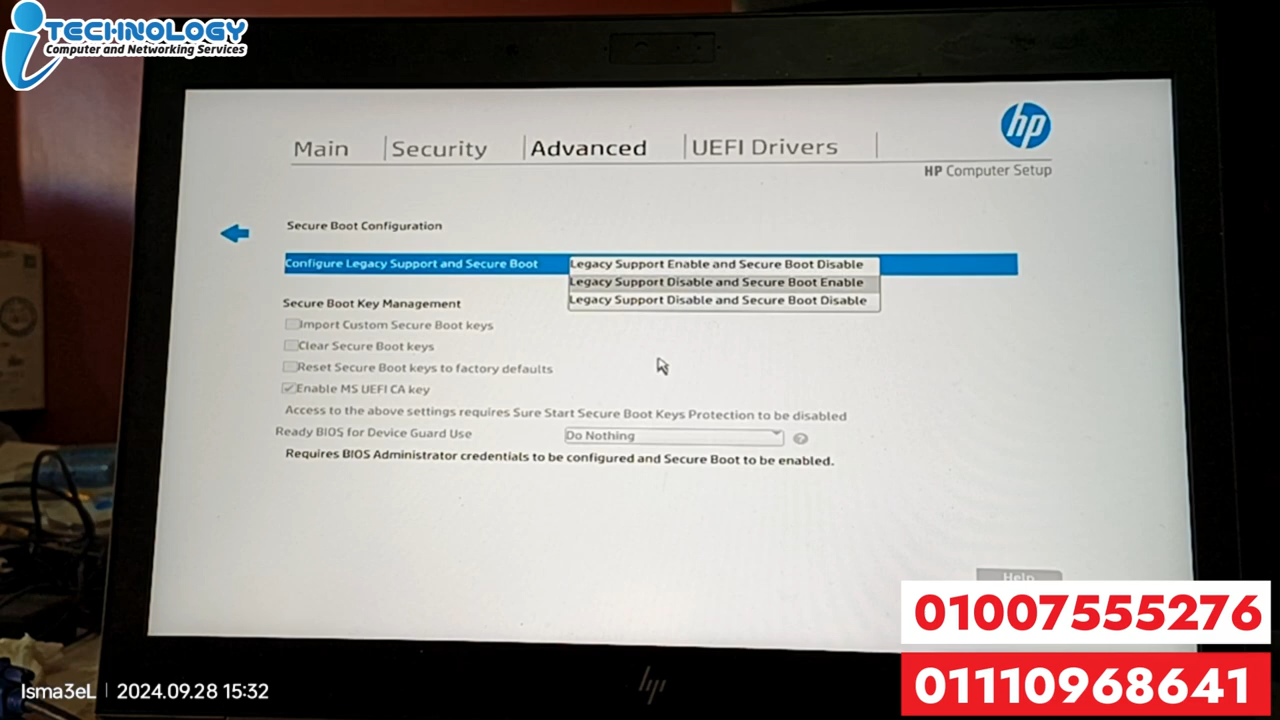 TECHNOLOGY
Computer and Networking Services
hp
Main
Security
Advanced
UEFI Drivers
HP Computer Setup
Secure Boot Configuration
Configure Legacy Support and Secure Boot
Legacy Support Enable and Secure Boot Disable
Legacy Support Disable and Secure Boot Enable
Legacy Support Disable and Secure Boot Disable
Secure Boot Key Management
Import Custom Secure Boot keys
Clear Secure Boot keys
Reset Secure Boot keys to factory defaults
Enable MS UEFI CA key
Access to the above settings requires Sure Start Secure Boot Keys Protection to be disabled
Ready BIOS for Device Guard Use
Do Nothing
?
Requires BIOS Administrator credentials to be configured and Secure Boot to be enabled.
Help
01007555276
01110968641
hp
Isma3eL | 2024.09.28 15:32